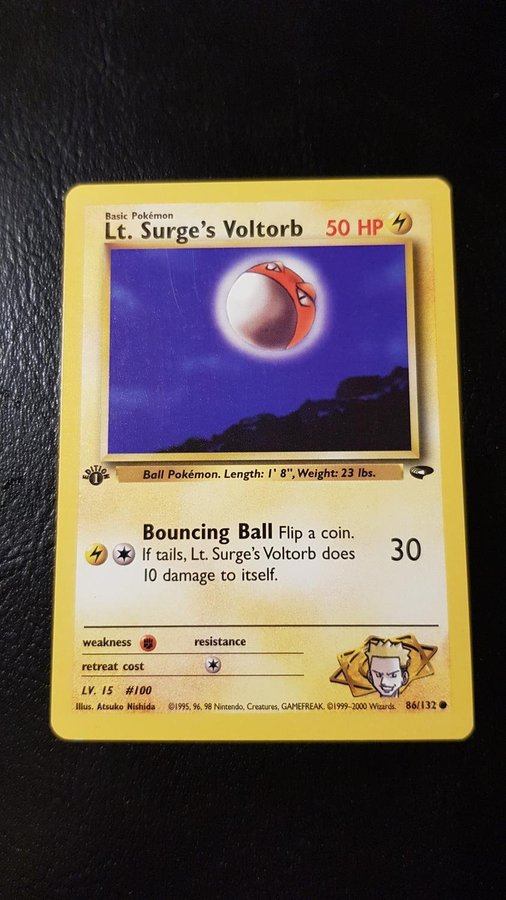 Basic Pokémon
Lt. Surge's Voltorb 50 HP
Ball Pokémon. Length: 1' 8", Weight: 23 lbs.
EDITION
1
Bouncing Ball Flip a coin.
If tails, Lt. Surge's Voltorb does 30
10 damage to itself.
weakness resistance
retreat cost
LV. 15 #100
Illus. Atsuko Nishida ©1995, 96, 98 Nintendo, Creatures, GAMEFREAK. ©1999-2000 Wizards. 86/132